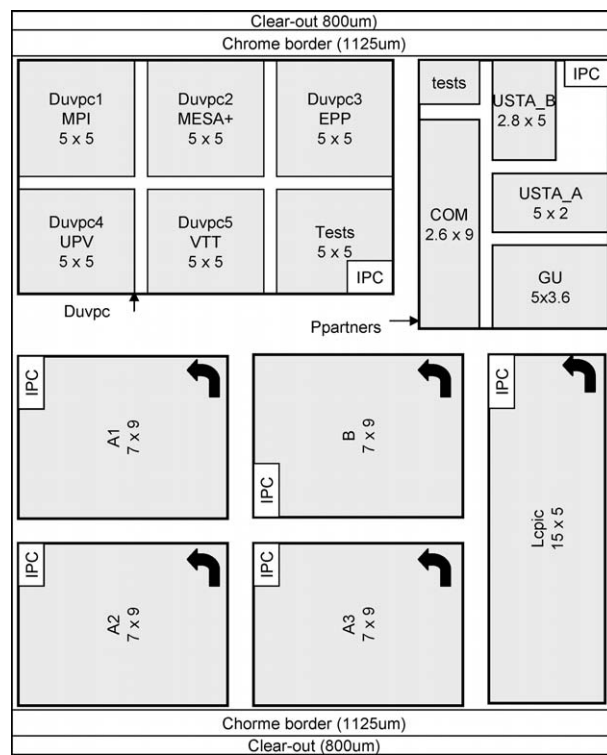 Clear-out 800um)
Chrome border (1125um)
Duvpc1
MPI
5 x 5
Duvpc2
MESA+
5 x 5
Duvpc3
EPP
5 x 5
Duvpc4
UPV
5 x 5
Duvpc5
VTT
5 x 5
Tests
5 x 5
IPC
Duvpc
tests
USTA_B
2.8 x 5
IPC
COM
2.6 x 9
USTA_A
5 x 2
GU
5x3.6
Ppartners
IPC
A1
7 x 9
B
7 x 9
IPC
IPC
Lcpic
15 x 5
IPC
A2
7 x 9
IPC
A3
7 x 9
Chorme border (1125um)
Clear-out (800um)